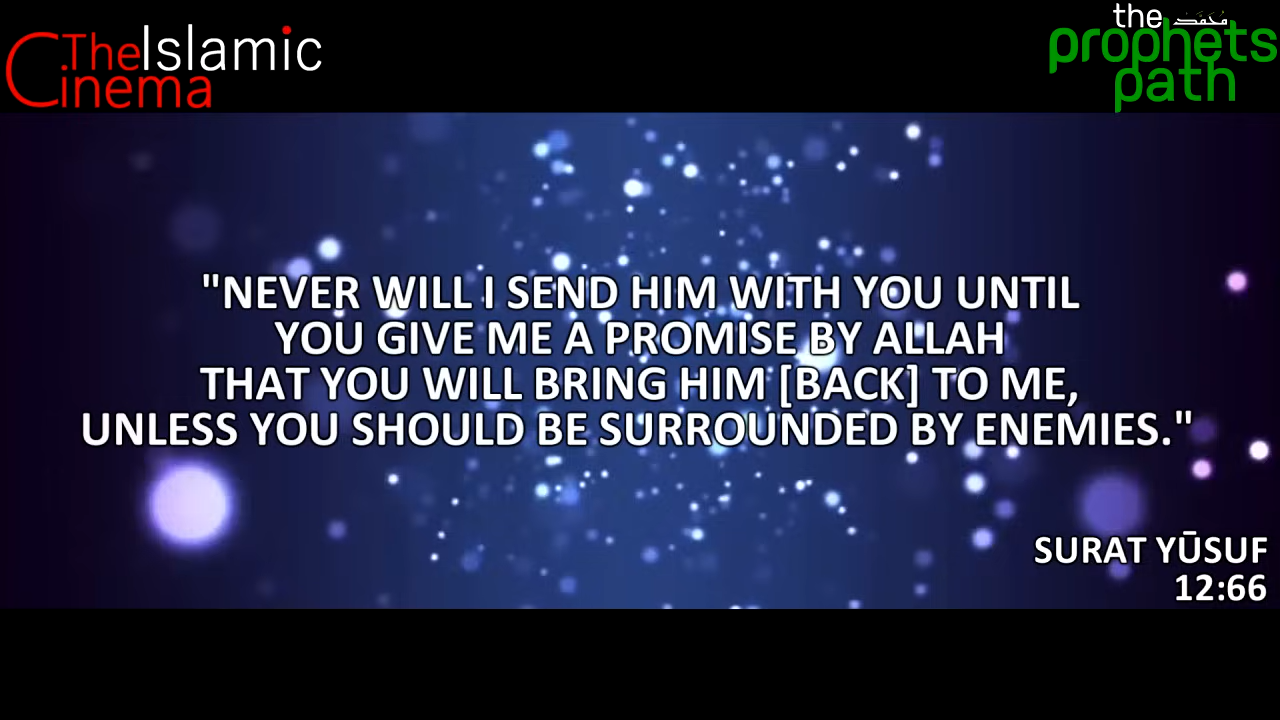 The Islamic
Cinema
the مُحَمَّد
prophets
path
"NEVER WILL I SEND HIM WITH YOU UNTIL
YOU GIVE ME A PROMISE BY ALLAH
THAT YOU WILL BRING HIM [BACK] TO ME,
UNLESS YOU SHOULD BE SURROUNDED BY ENEMIES."
SURAT YŪSUF
12:66